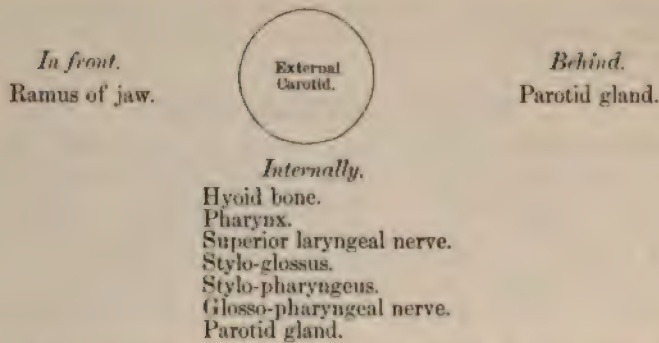 In front.
Ramus of jaw.
External
Carotid.
Behind.
Parotid gland.
Internally.
Hyoid bone.
Pharynx.
Superior laryngeal nerve.
Stylo-glossus.
Stylo-pharyngeus.
Glosso-pharyngeal nerve.
Parotid gland.